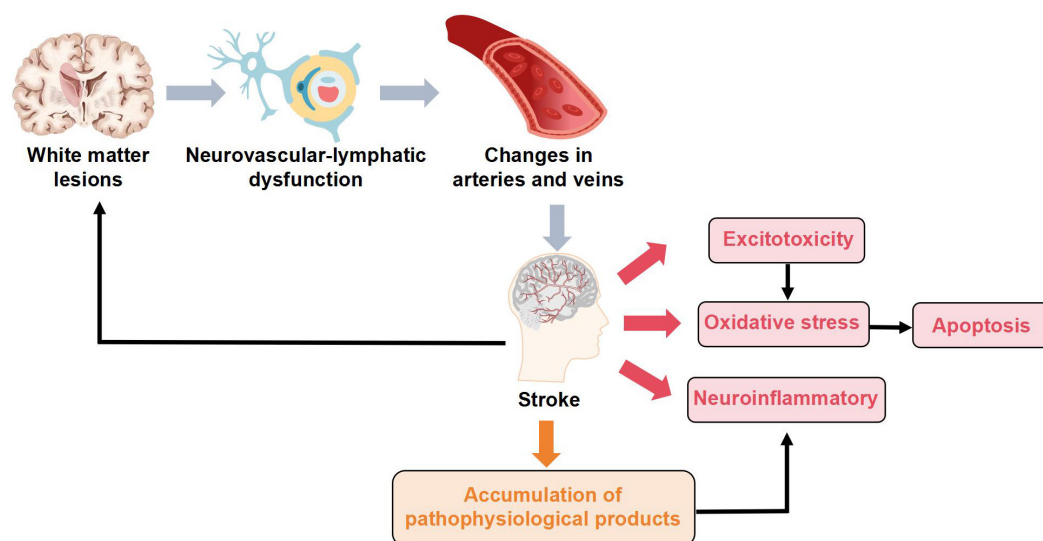 White matter
lesions
Neurovascular-lymphatic
dysfunction
Changes in
arteries and veins
Excitotoxicity
Oxidative stress
Apoptosis
Neuroinflammatory
Stroke
Accumulation of
pathophysiological products